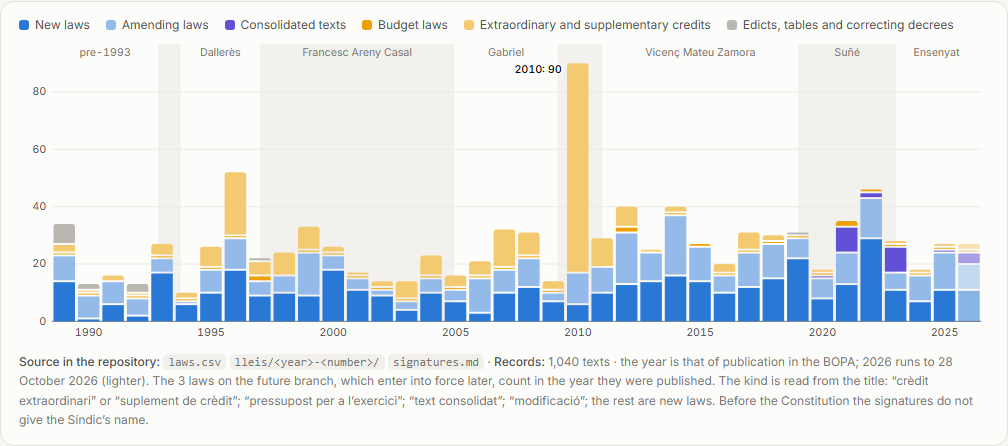 New laws Amending laws Consolidated texts Budget laws Extraordinary and supplementary credits Edicts, tables and correcting decrees
pre-1993 Dallerès Francesc Areny Casal Gabriel Vicenç Mateu Zamora Suñé Ensenyat
2010: 90
80
60
40
20
0
1990 1995 2000 2005 2010 2015 2020 2025
Source in the repository: laws.csv lleis/<year>-<number>/ signatures.md · Records: 1,040 texts · the year is that of publication in the BOPA; 2026 runs to 28
October 2026 (lighter). The 3 laws on the future branch, which enter into force later, count in the year they were published. The kind is read from the title: “crèdit
extraordinari” or “suplement de crèdit”; “pressupost per a l’exercici”; “text consolidat”; “modificació”; the rest are new laws. Before the Constitution the signatures do not
give the Síndic’s name.